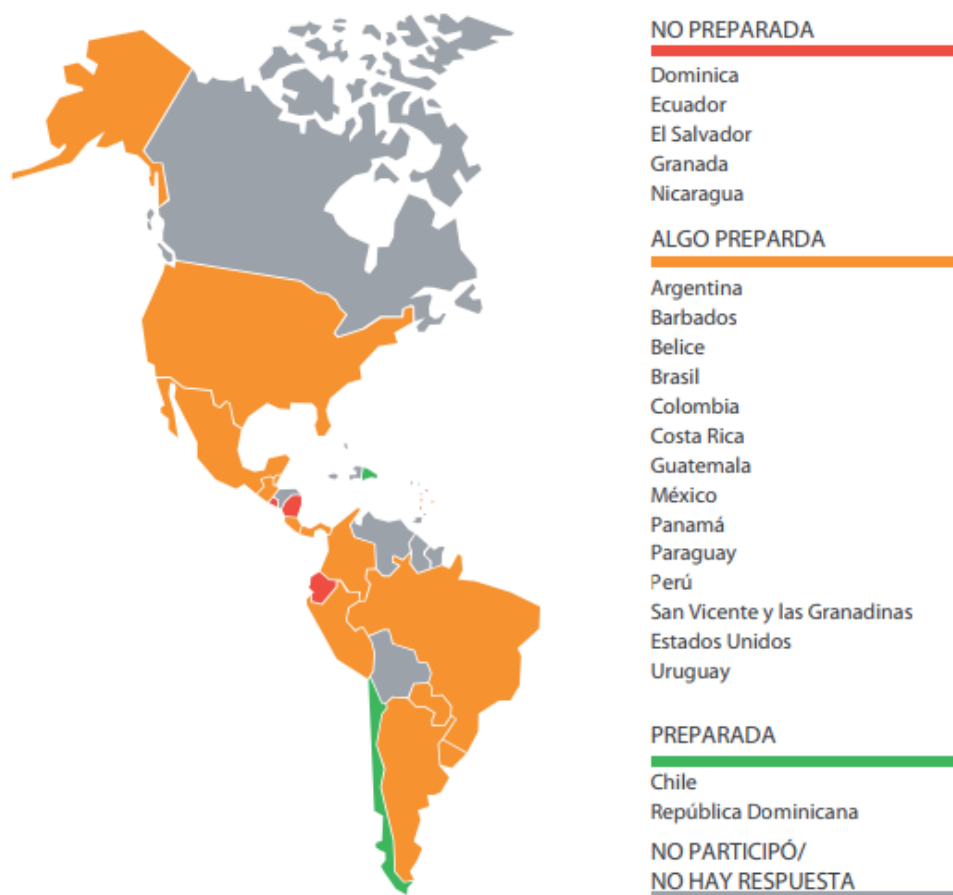 NO PREPARADA
Dominica
Ecuador
El Salvador
Granada
Nicaragua
ALGO PREPARDA
Argentina
Barbados
Belice
Brasil
Colombia
Costa Rica
Guatemala
México
Panamá
Paraguay
Perú
San Vicente y las Granadinas
Estados Unidos
Uruguay
PREPARADA
Chile
República Dominicana
NO PARTICIPÓ/
NO HAY RESPUESTA